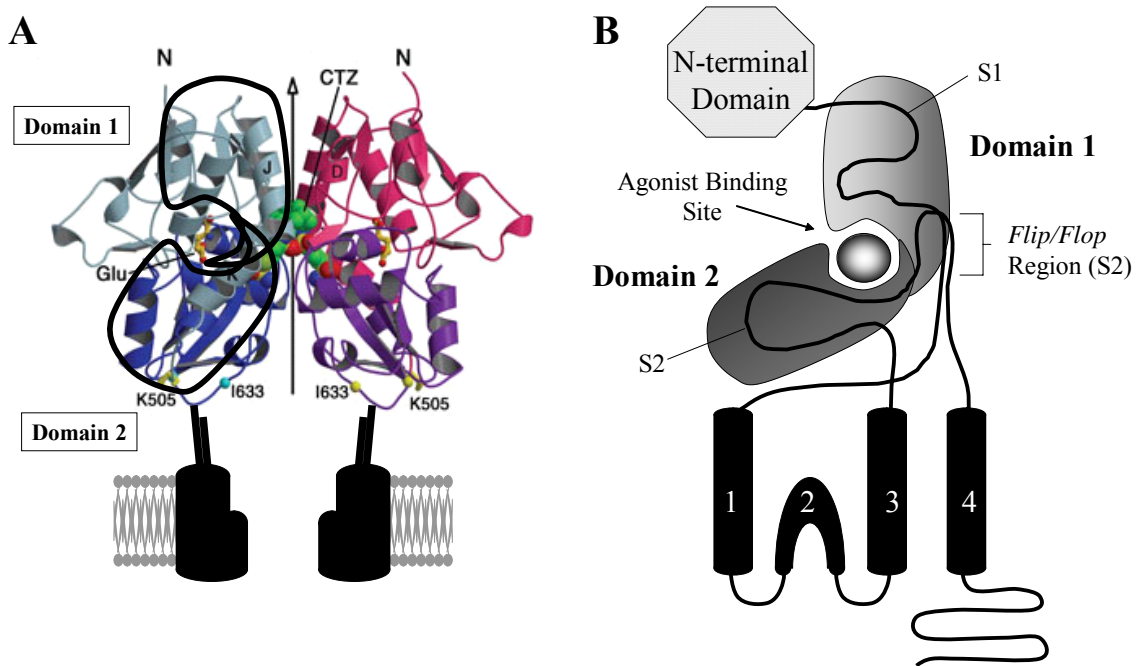 A
N
N
CTZ
Domain 1
J
D
K
Glu
K505
I633
I633
K505
Domain 2
B
N-terminal
Domain
S1
Domain 1
Agonist Binding
Site
Flip/Flop
Region (S2)
Domain 2
S2
1
2
3
4